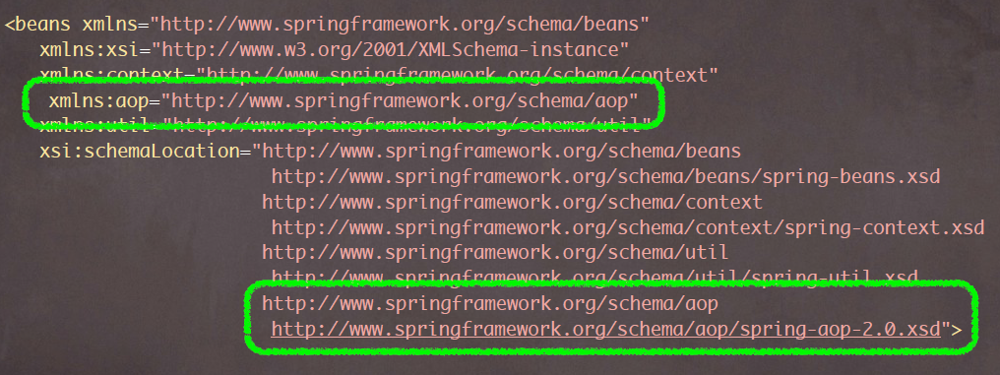 <beans xmlns="http://www.springframework.org/schema/beans"
xmlns:xsi="http://www.w3.org/2001/XMLSchema-instance"
xmlns:context="http://www.springframework.org/schema/context"
xmlns:aop="http://www.springframework.org/schema/aop"
xmlns:util="http://www.springframework.org/schema/util"
xsi:schemaLocation="http://www.springframework.org/schema/beans
http://www.springframework.org/schema/beans/spring-beans.xsd
http://www.springframework.org/schema/context
http://www.springframework.org/schema/context/spring-context.xsd
http://www.springframework.org/schema/util
http://www.springframework.org/schema/util/spring-util.xsd
http://www.springframework.org/schema/aop
http://www.springframework.org/schema/aop/spring-aop-2.0.xsd">